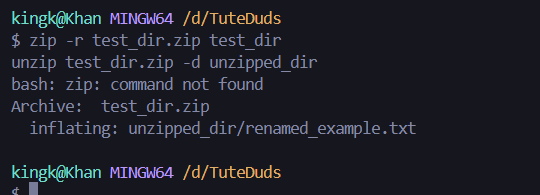 kingk@Khan MINGW64 /d/TuteDuds
$ zip -r test_dir.zip test_dir
unzip test_dir.zip -d unzipped_dir
bash: zip: command not found
Archive:  test_dir.zip
  inflating: unzipped_dir/renamed_example.txt

kingk@Khan MINGW64 /d/TuteDuds
$